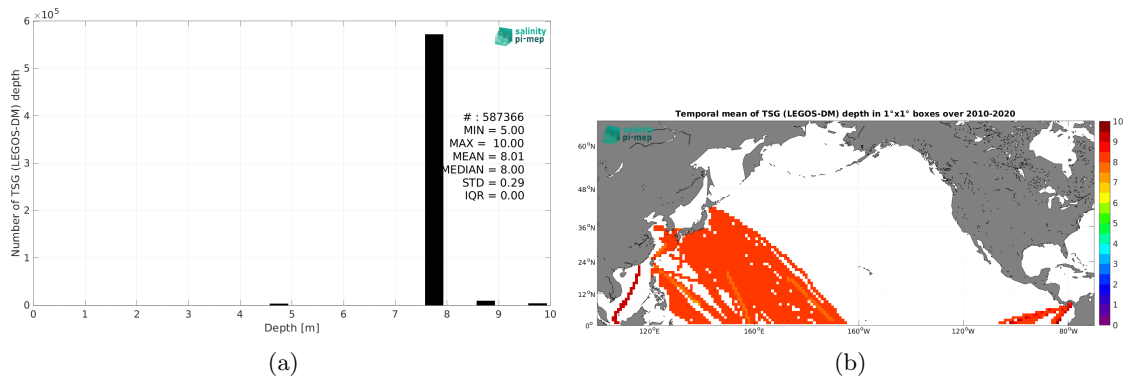 ×10⁵
6
5
4
3
2
1
0
Number of TSG (LEGOS-DM) depth
salinity
pi-mep
# : 587366
MIN = 5.00
MAX = 10.00
MEAN = 8.01
MEDIAN = 8.00
STD = 0.29
IQR = 0.00
0 1 2 3 4 5 6 7 8 9 10
Depth [m]
(a)
Temporal mean of TSG (LEGOS-DM) depth in 1°x1° boxes over 2010-2020
salinity
pi-mep
60°N
48°N
36°N
24°N
12°N
0°
120°E 160°E 160°W 120°W 80°W
10
9
8
7
6
5
4
3
2
1
0
(b)